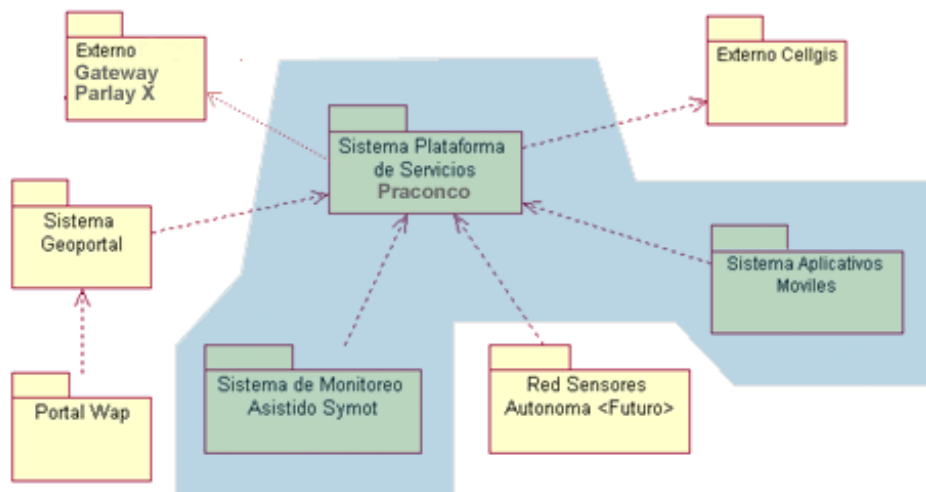 Externo
Gateway
Parlay X
Externo Cellgis
Sistema Plataforma
de Servicios
Praconco
Sistema
Geoportal
Sistema Aplicativos
Moviles
Portal Wap
Sistema de Monitoreo
Asistido Symot
Red Sensores
Autonoma <Futuro>